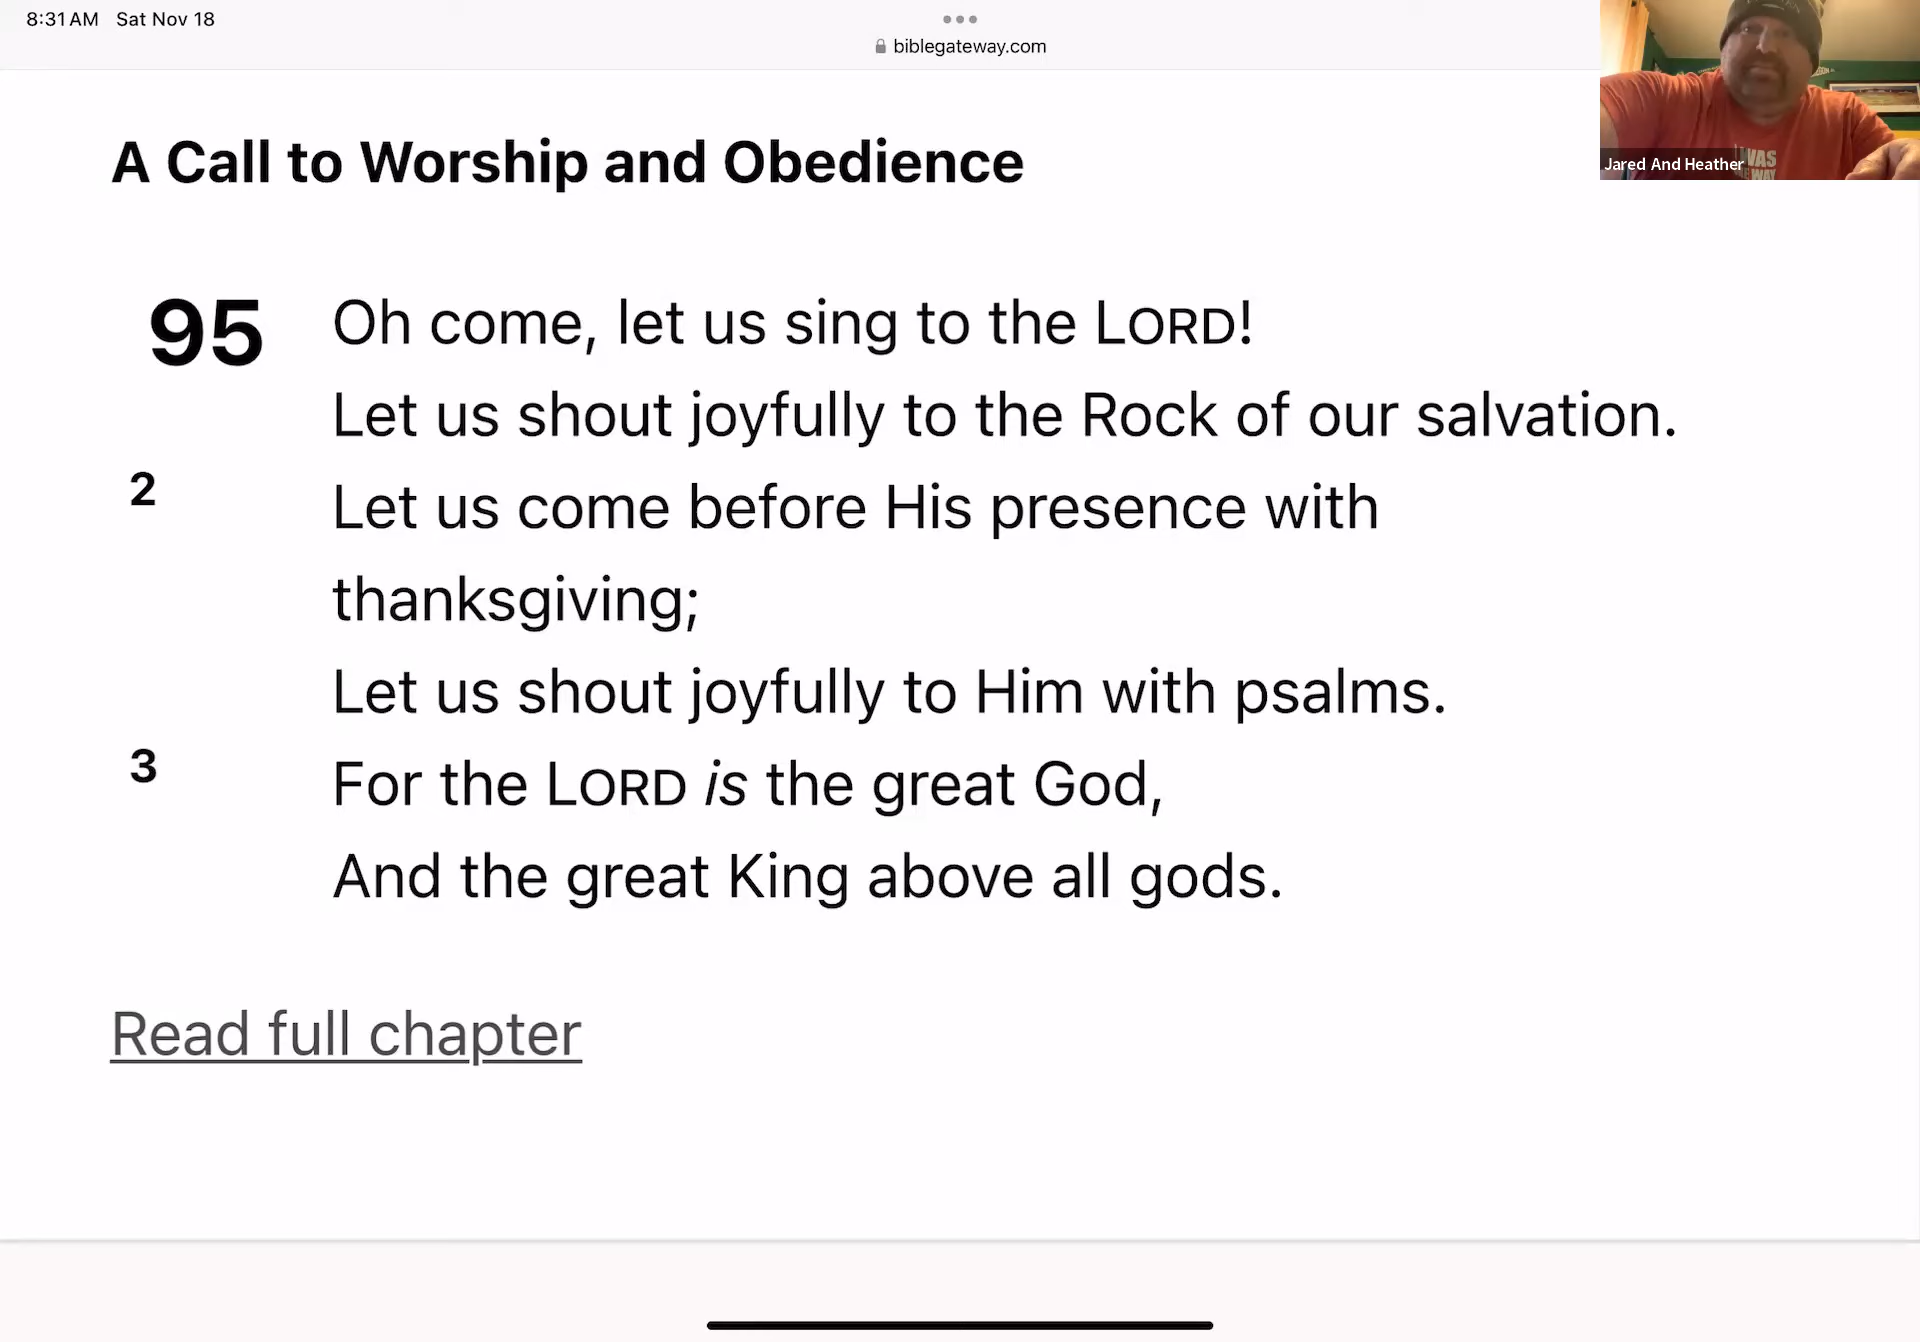 8:31 AM Sat Nov 18
biblegateway.com
Jared And Heather
A Call to Worship and Obedience
95 Oh come, let us sing to the LORD!
Let us shout joyfully to the Rock of our salvation.
2 Let us come before His presence with
thanksgiving;
Let us shout joyfully to Him with psalms.
3 For the LORD is the great God,
And the great King above all gods.
Read full chapter